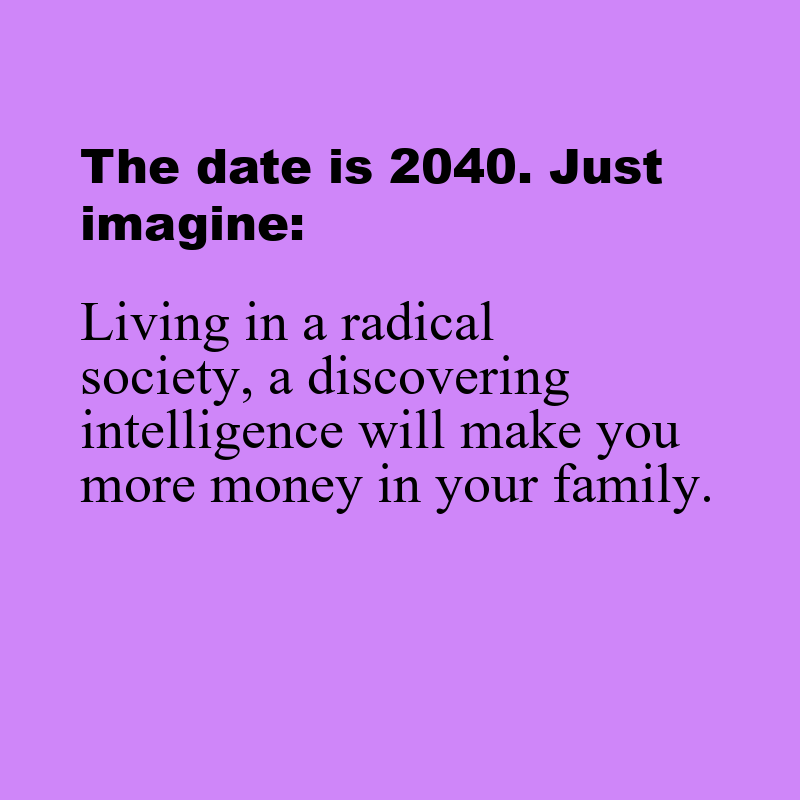 The date is 2040. Just
imagine:
Living in a radical
society, a discovering
intelligence will make you
more money in your family.